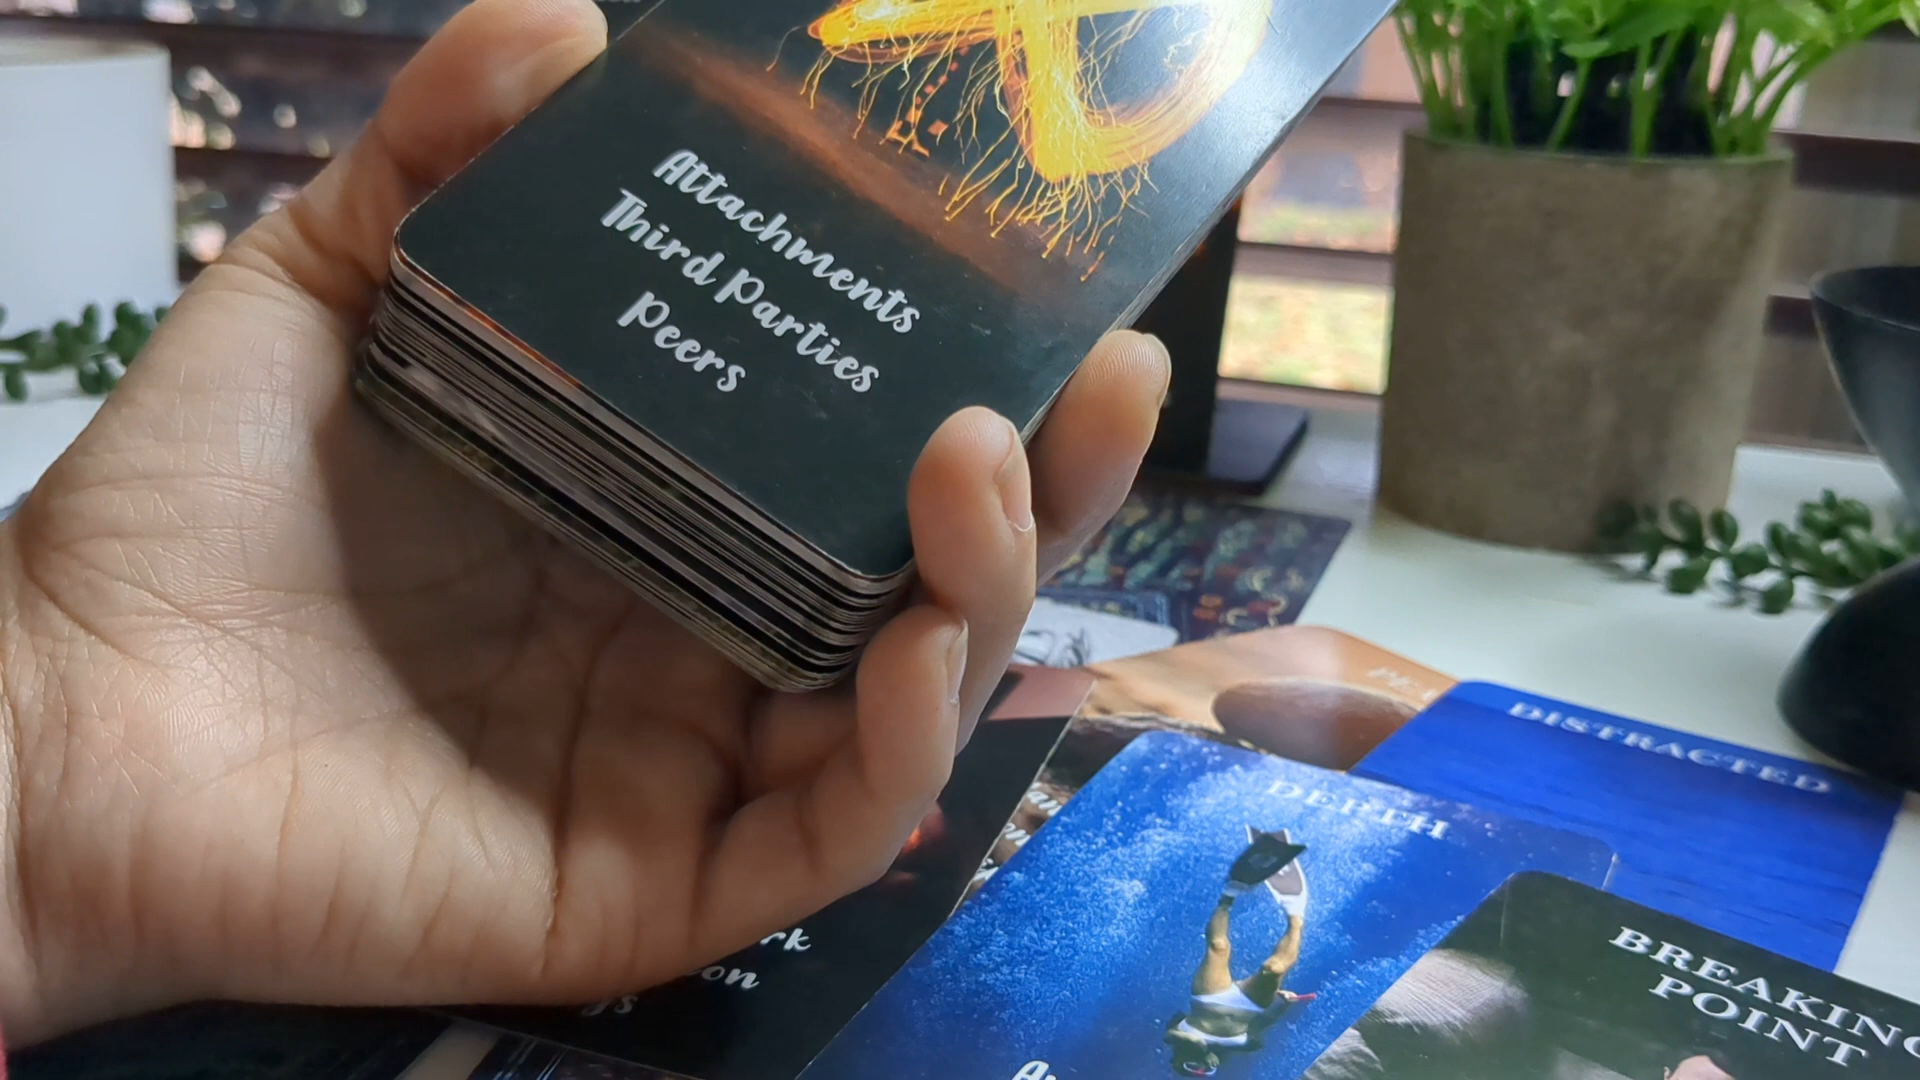 Attachments
Third Parties
Peers
DISTRACTED
DEPTH
BREAKING
POINT